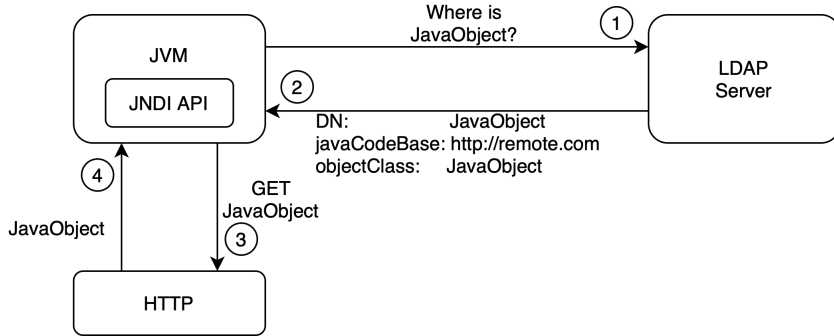 Where is
JavaObject?
1
JVM
JNDI API
LDAP
Server
2
DN: JavaObject
javaCodeBase: http://remote.com
objectClass: JavaObject
4
GET
JavaObject
JavaObject
3
HTTP